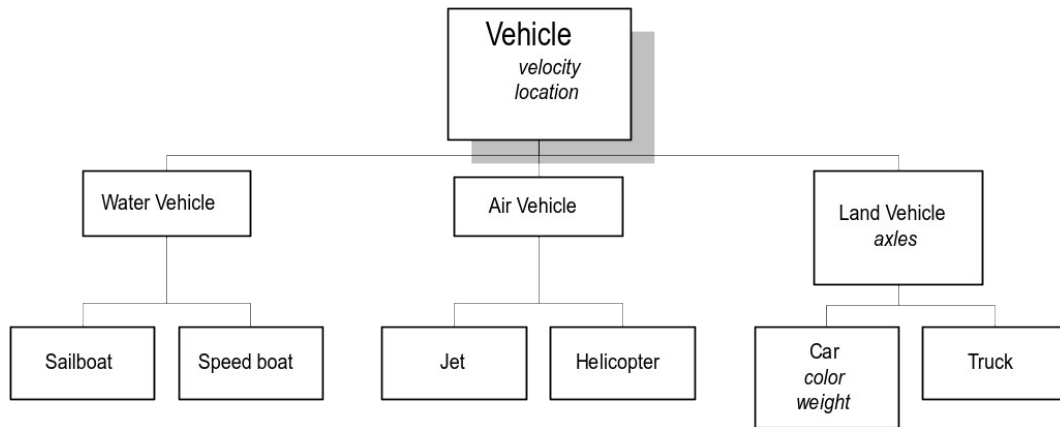 Vehicle
velocity
location
Water Vehicle
Air Vehicle
Land Vehicle
axles
Sailboat
Speed boat
Jet
Helicopter
Car
color
weight
Truck